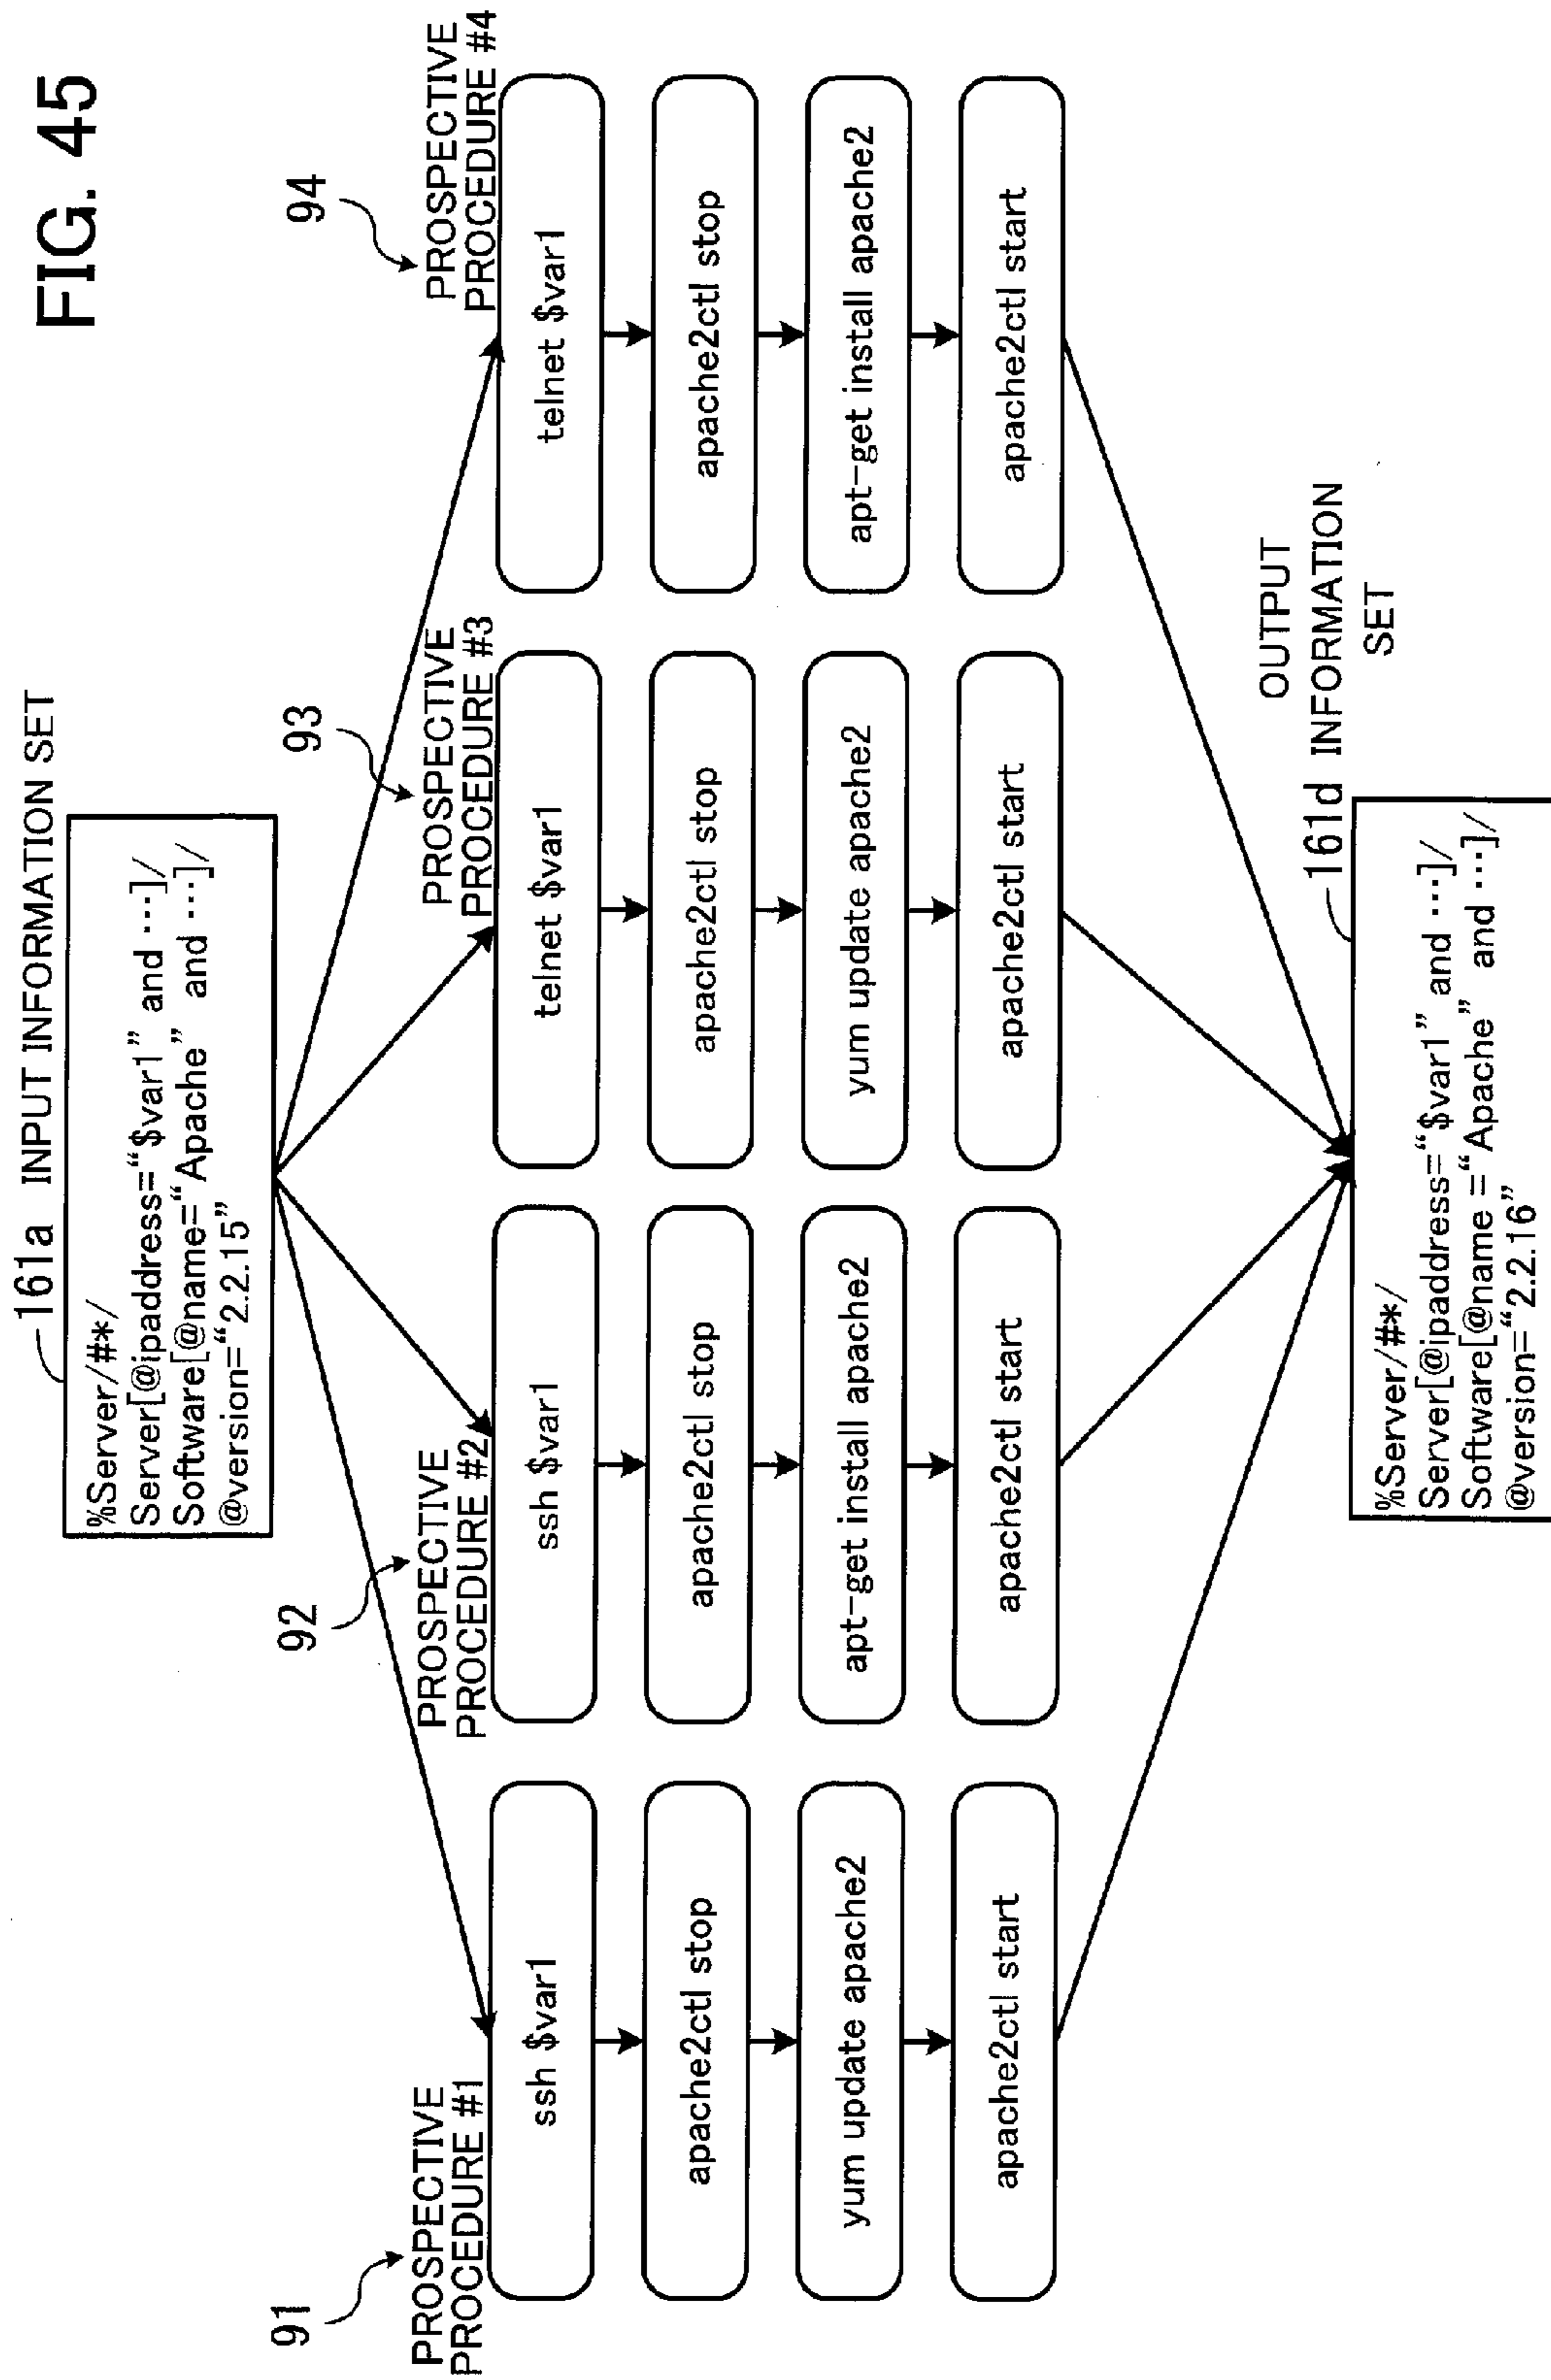 FIG. 45
161a INPUT INFORMATION SET
%Server/#*/
Server[@ipaddress=“$var1” and ⋯]/
Software[@name=“Apache” and ⋯]/
@version=“2.2.15”
91
PROSPECTIVE
PROCEDURE #1
ssh $var1
apache2ctl stop
yum update apache2
apache2ctl start
92
PROSPECTIVE
PROCEDURE #2
ssh $var1
apache2ctl stop
apt-get install apache2
apache2ctl start
93
PROSPECTIVE
PROCEDURE #3
telnet $var1
apache2ctl stop
yum update apache2
apache2ctl start
94
PROSPECTIVE
PROCEDURE #4
telnet $var1
apache2ctl stop
apt-get install apache2
apache2ctl start
OUTPUT
161d INFORMATION
SET
%Server/#*/
Server[@ipaddress=“$var1” and ⋯]/
Software[@name =“Apache” and ⋯]/
@version=“2.2.16”